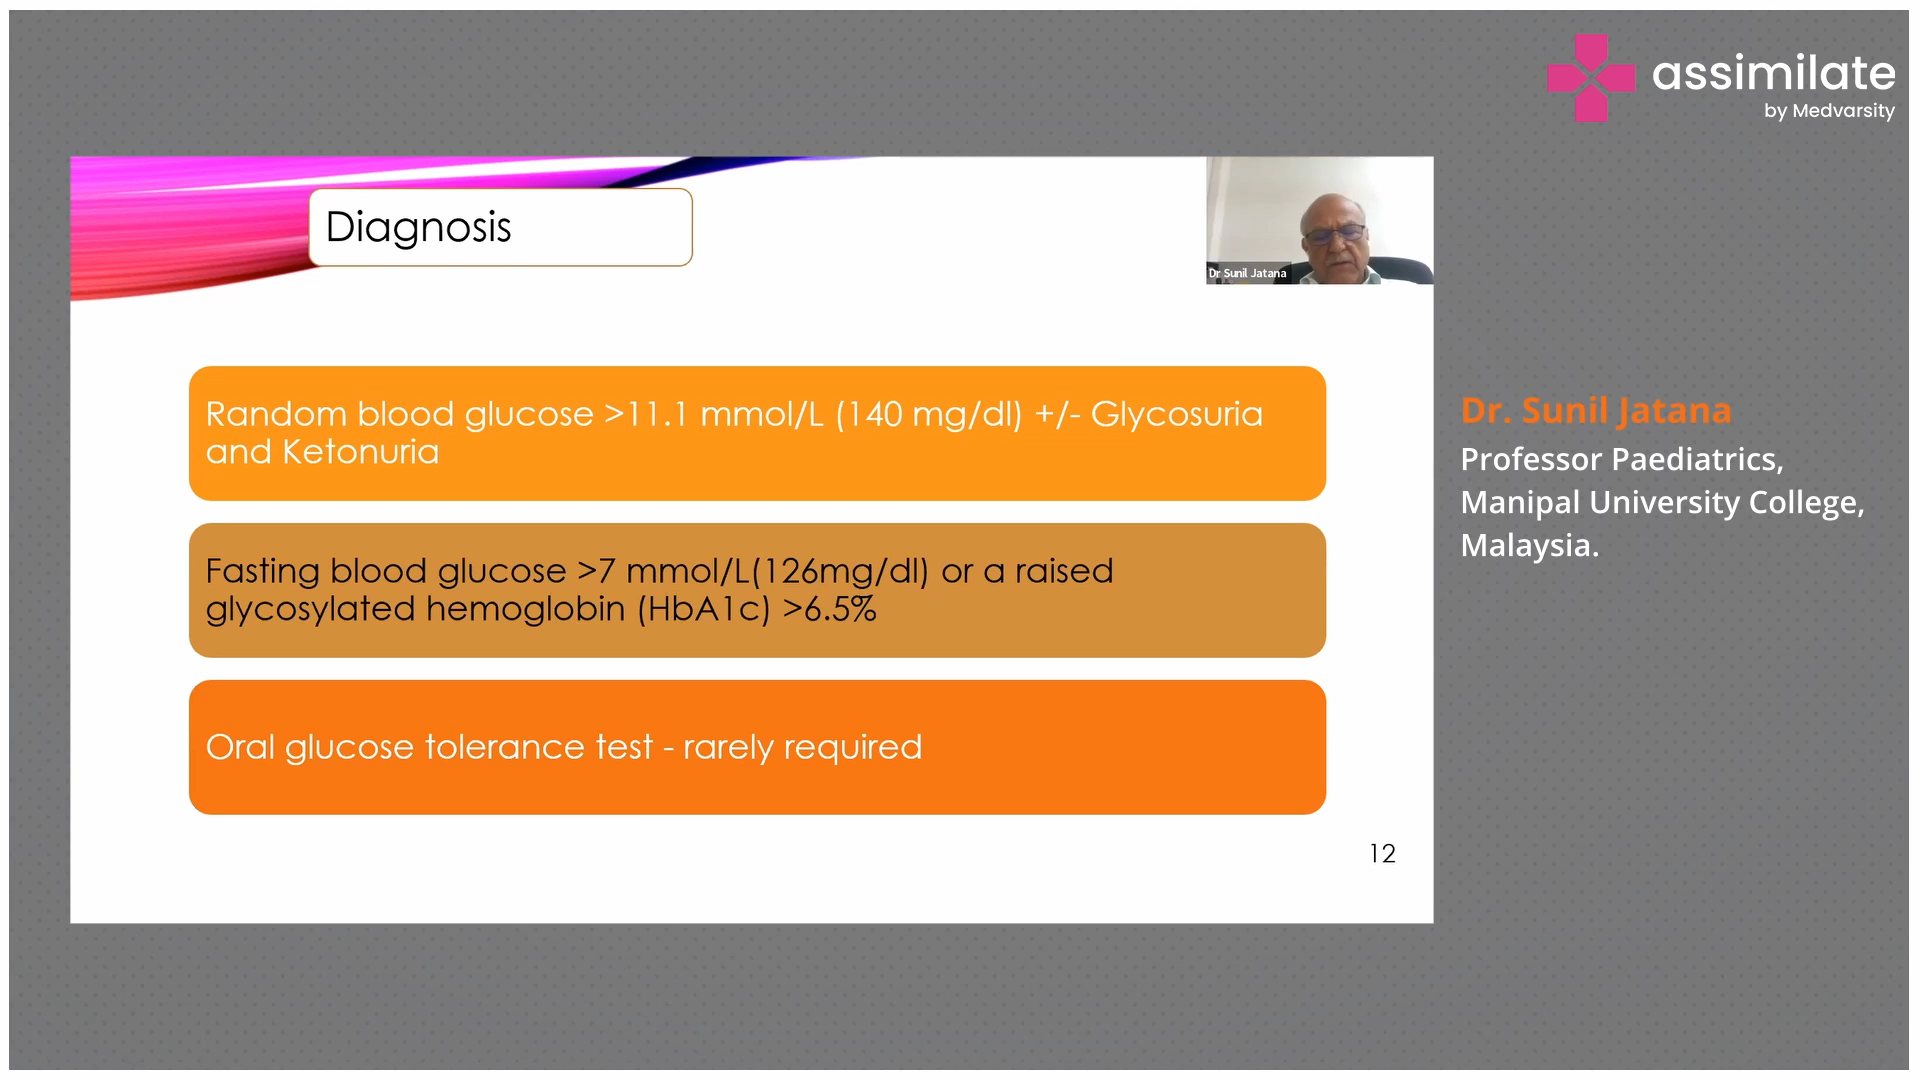 assimilate
by Medvarsity
Diagnosis
Dr Sunil Jatana
Random blood glucose >11.1 mmol/L (140 mg/dl) +/- Glycosuria
and Ketonuria
Fasting blood glucose >7 mmol/L(126mg/dl) or a raised
glycosylated hemoglobin (HbA1c) >6.5%
Oral glucose tolerance test - rarely required
12
Dr. Sunil Jatana
Professor Paediatrics,
Manipal University College,
Malaysia.